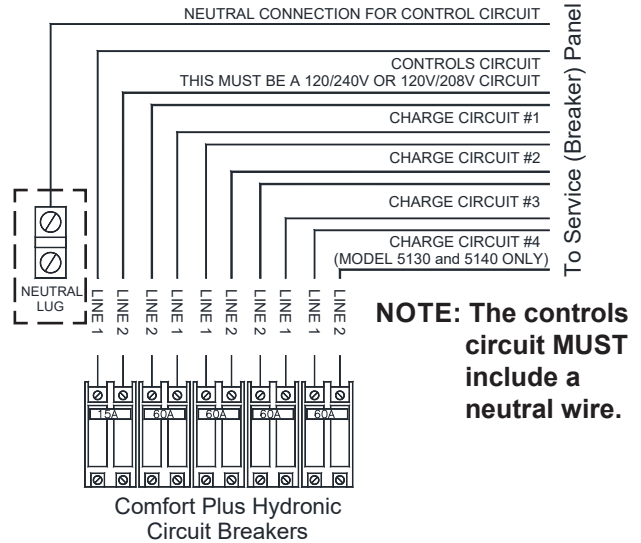 NEUTRAL CONNECTION FOR CONTROL CIRCUIT
CONTROLS CIRCUIT
THIS MUST BE A 120/240V OR 120V/208V CIRCUIT
CHARGE CIRCUIT #1
CHARGE CIRCUIT #2
CHARGE CIRCUIT #3
CHARGE CIRCUIT #4
(MODEL 5130 and 5140 ONLY)
To Service (Breaker) Panel
NEUTRAL
LUG
LINE 1
LINE 2
LINE 2
LINE 1
LINE 1
LINE 2
LINE 2
LINE 1
LINE 1
LINE 2
NOTE: The controls
circuit MUST
include a
neutral wire.
15A
60A
60A
60A
60A
Comfort Plus Hydronic
Circuit Breakers